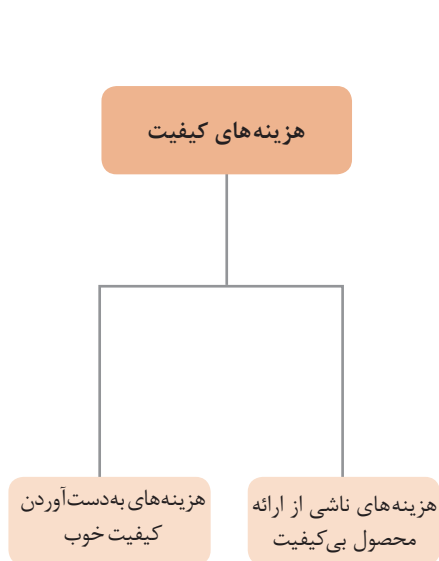 هزینه‌های کیفیت
هزینه‌های ناشی از ارائه
محصول بی‌کیفیت
هزینه‌های به‌دست‌آوردن
کیفیت خوب